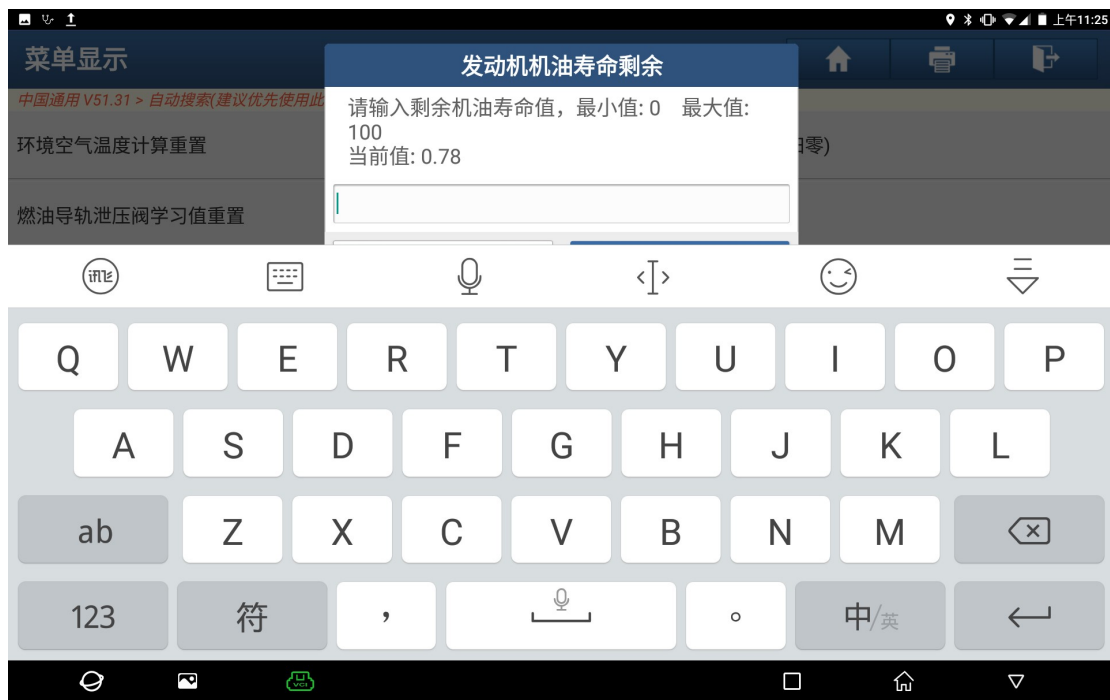 上午11:25
菜单显示
发动机机油寿命剩余
中国通用 V51.31 > 自动搜索(建议优先使用此
请输入剩余机油寿命值，最小值: 0 最大值:
100
当前值: 0.78
环境空气温度计算重置
零)
燃油导轨泄压阀学习值重置
Q W E R T Y U I O P
A S D F G H J K L
ab Z X C V B N M
123 符 ， 。 中/英
VCI